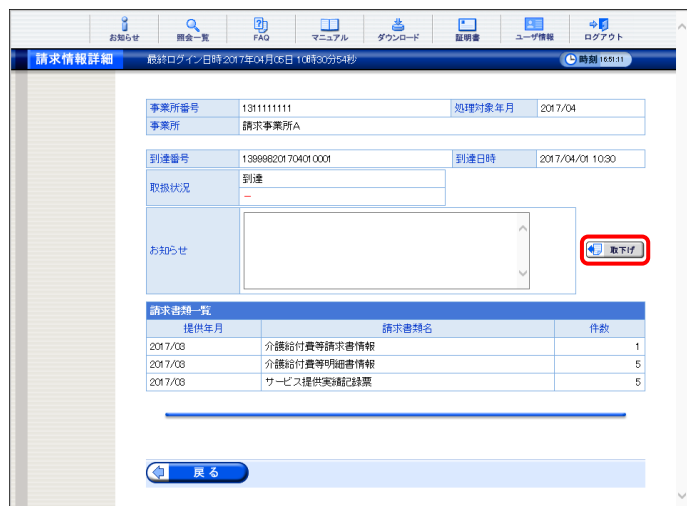 お知らせ 照会一覧 FAQ マニュアル ダウンロード 証明書 ユーザ情報 ログアウト
請求情報詳細 最終ログイン日時:2017年04月05日 10時30分54秒 時刻 16:51:11
事業所番号 1311111111 処理対象年月 2017/04
事業所 請求事業所A
到達番号 13999820170401 0001 到達日時 2017/04/01 10:30
取扱状況 到達
－
お知らせ 取下げ
請求書類一覧
提供年月 請求書類名 件数
2017/03 介護給付費等請求書情報 1
2017/03 介護給付費等明細書情報 5
2017/03 サービス提供実績記録票 5
戻る